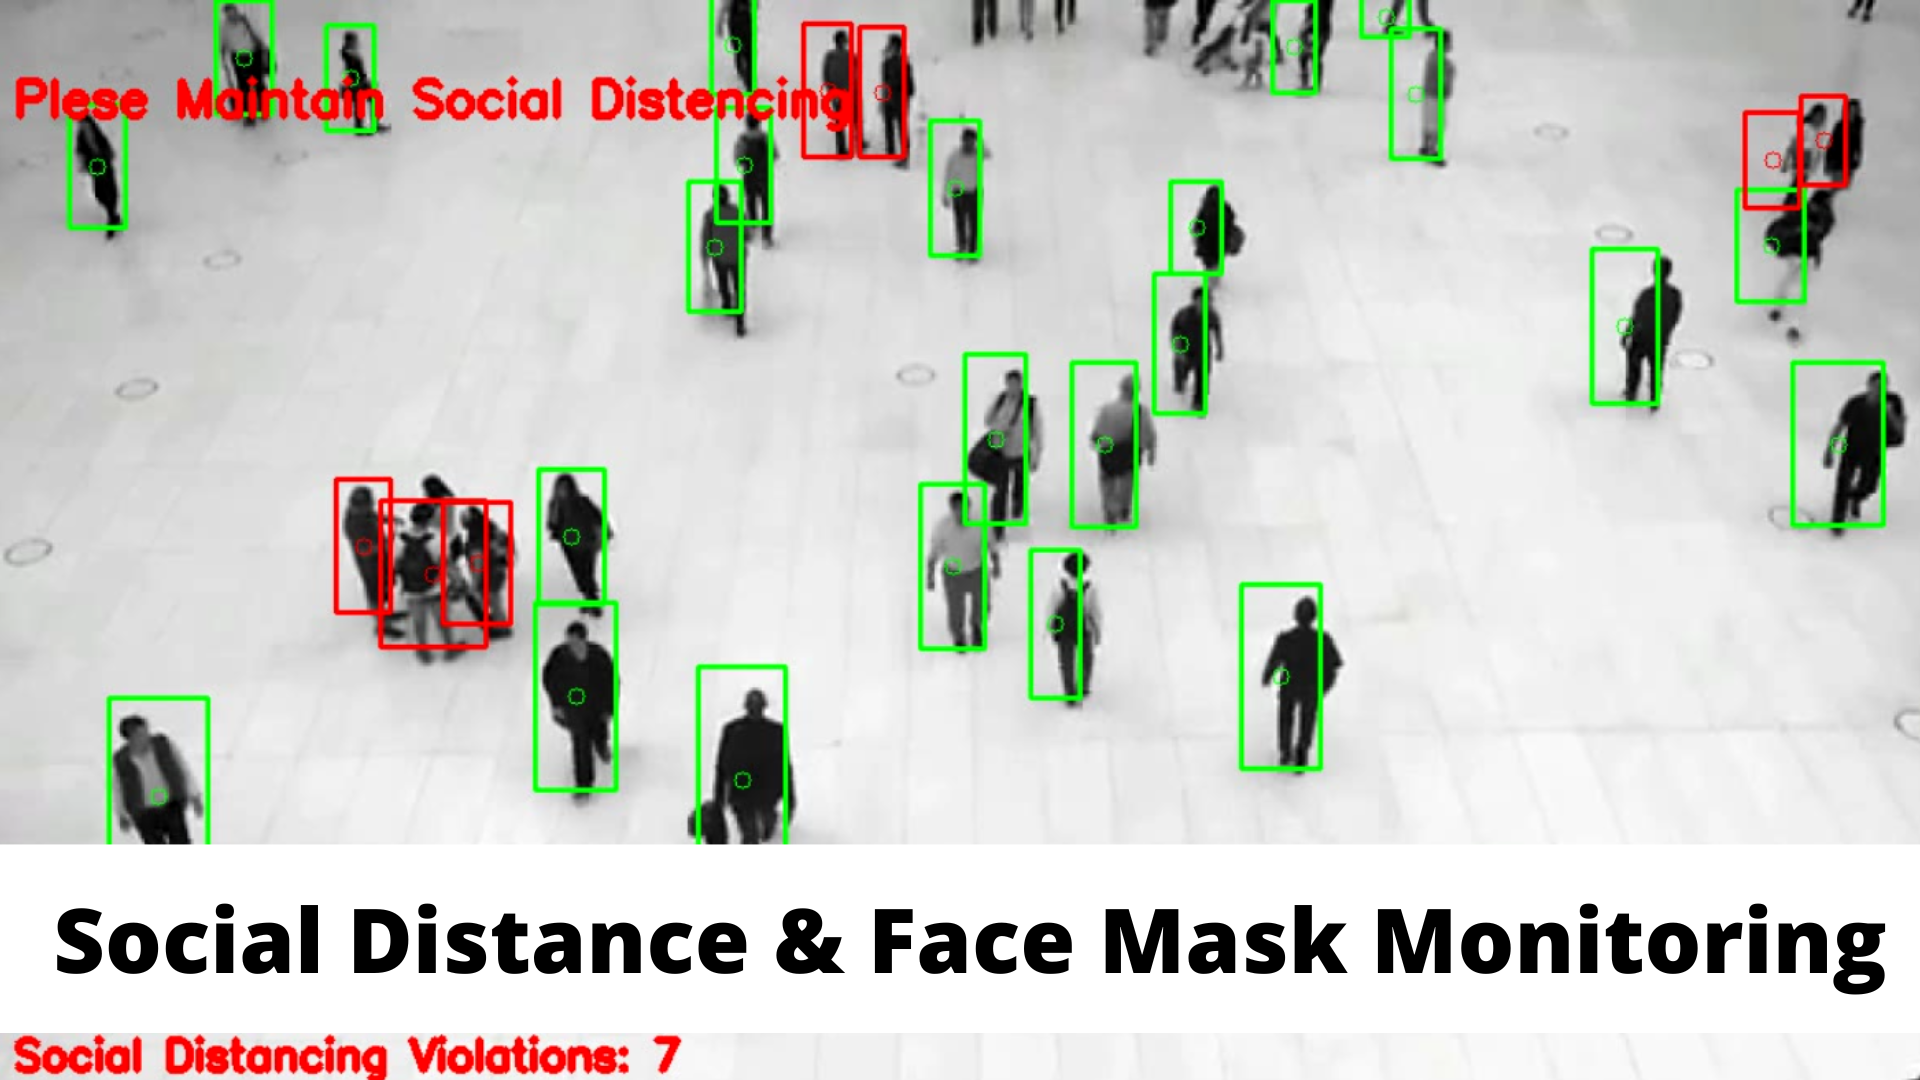 Plese Maintain Social Distencing
Social Distance & Face Mask Monitoring
Social Distancing Violations: 7